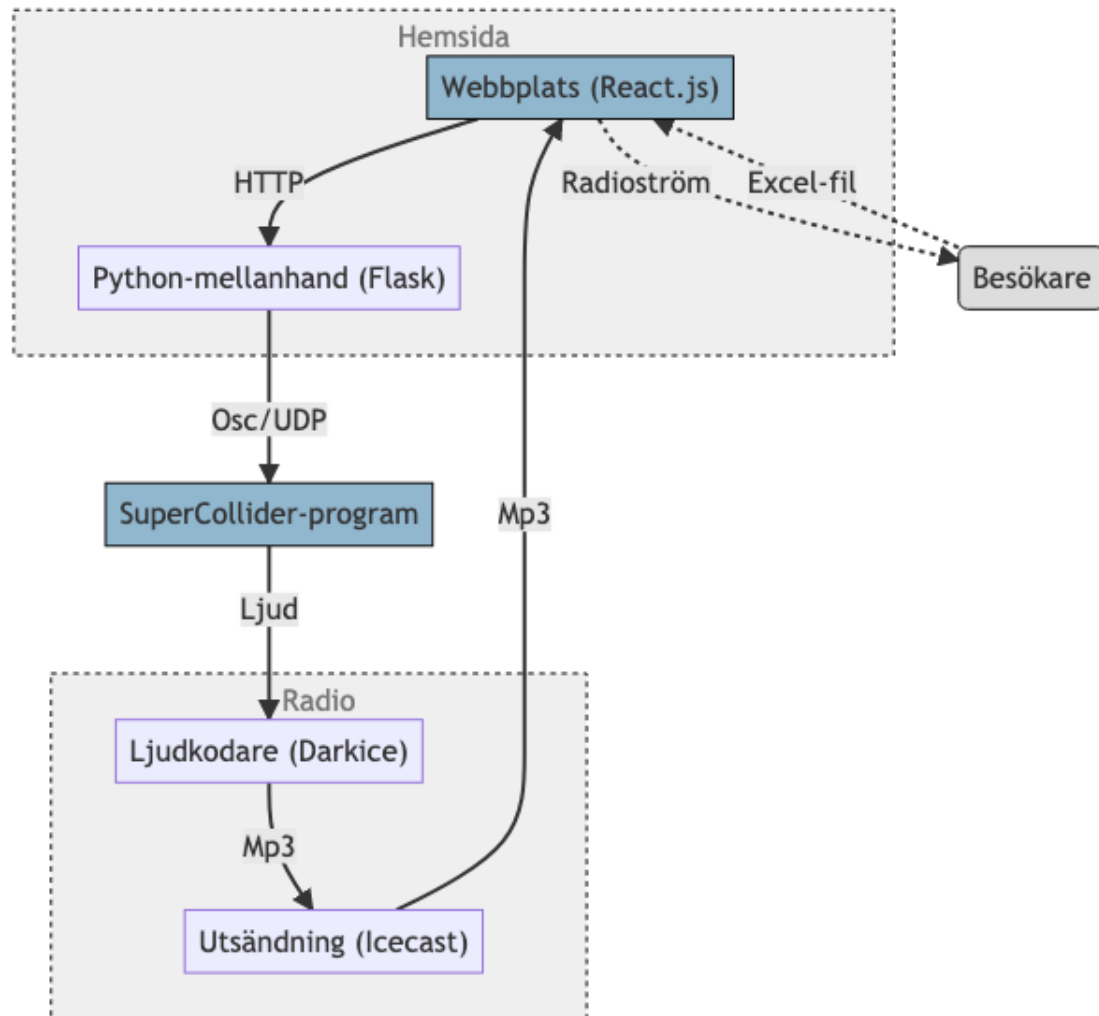 Hemsida
Webbplats (React.js)
HTTP
Radioström
Excel-fil
Python-mellanhand (Flask)
Besökare
Osc/UDP
SuperCollider-program
Mp3
Ljud
Radio
Ljudkodare (Darkice)
Mp3
Utsändning (Icecast)